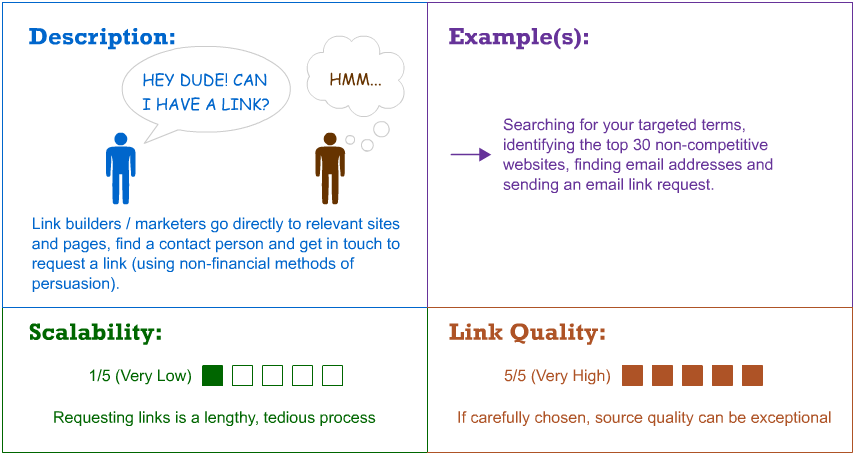 Description:
HEY DUDE! CAN
I HAVE A LINK?
HMM...
Link builders / marketers go directly to relevant sites
and pages, find a contact person and get in touch to
request a link (using non-financial methods of
persuasion).
Example(s):
Searching for your targeted terms,
identifying the top 30 non-competitive
websites, finding email addresses and
sending an email link request.
Scalability:
1/5 (Very Low)
Requesting links is a lengthy, tedious process
Link Quality:
5/5 (Very High)
If carefully chosen, source quality can be exceptional